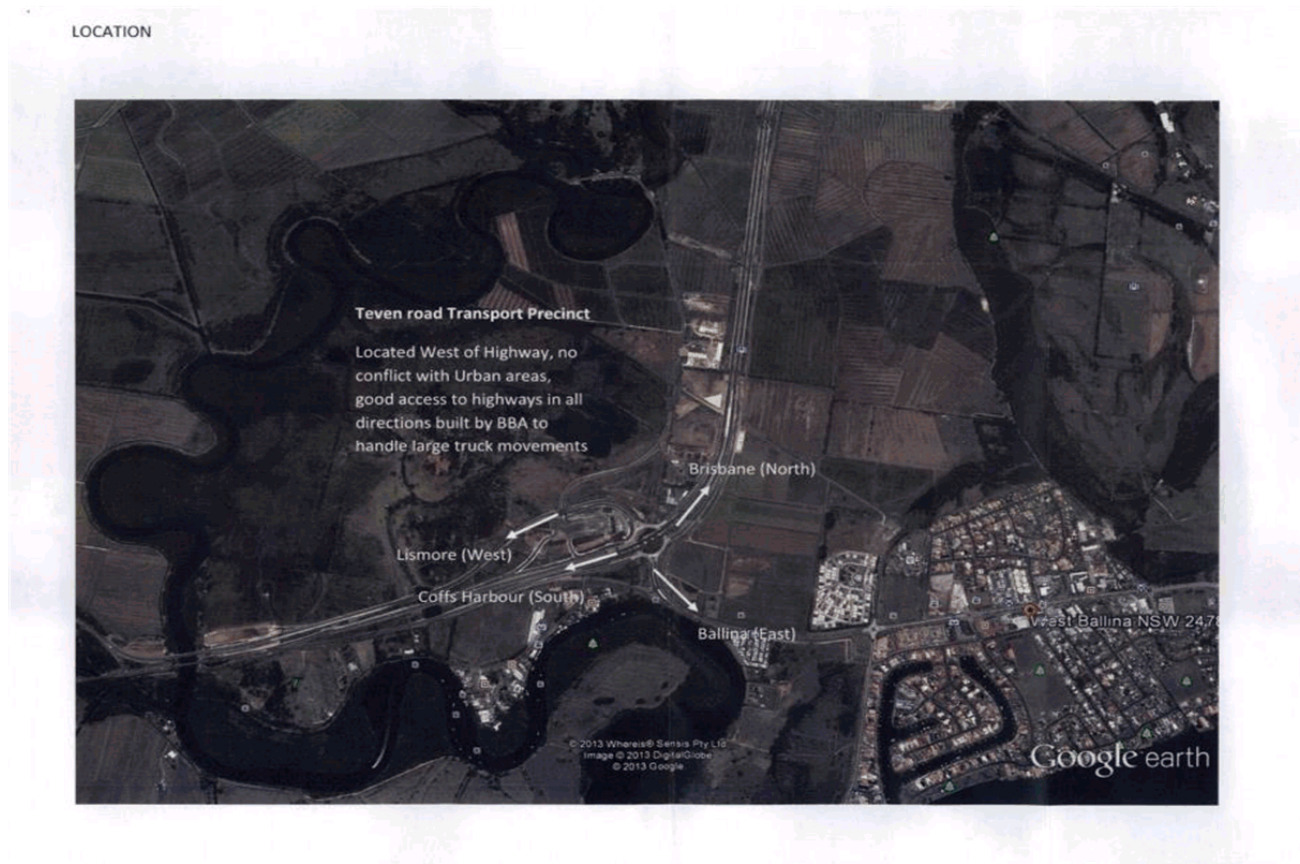 LOCATION
Teven road Transport Precinct
Located West of Highway, no
conflict with Urban areas,
good access to highways in all
directions built by BBA to
handle large truck movements
Brisbane (North)
Lismore (West)
Coffs Harbour (South)
Ballina (East)
West Ballina NSW 2478
© 2013 Whereis® Sensis Pty Ltd
Image © 2013 DigitalGlobe
© 2013 Google
Google earth